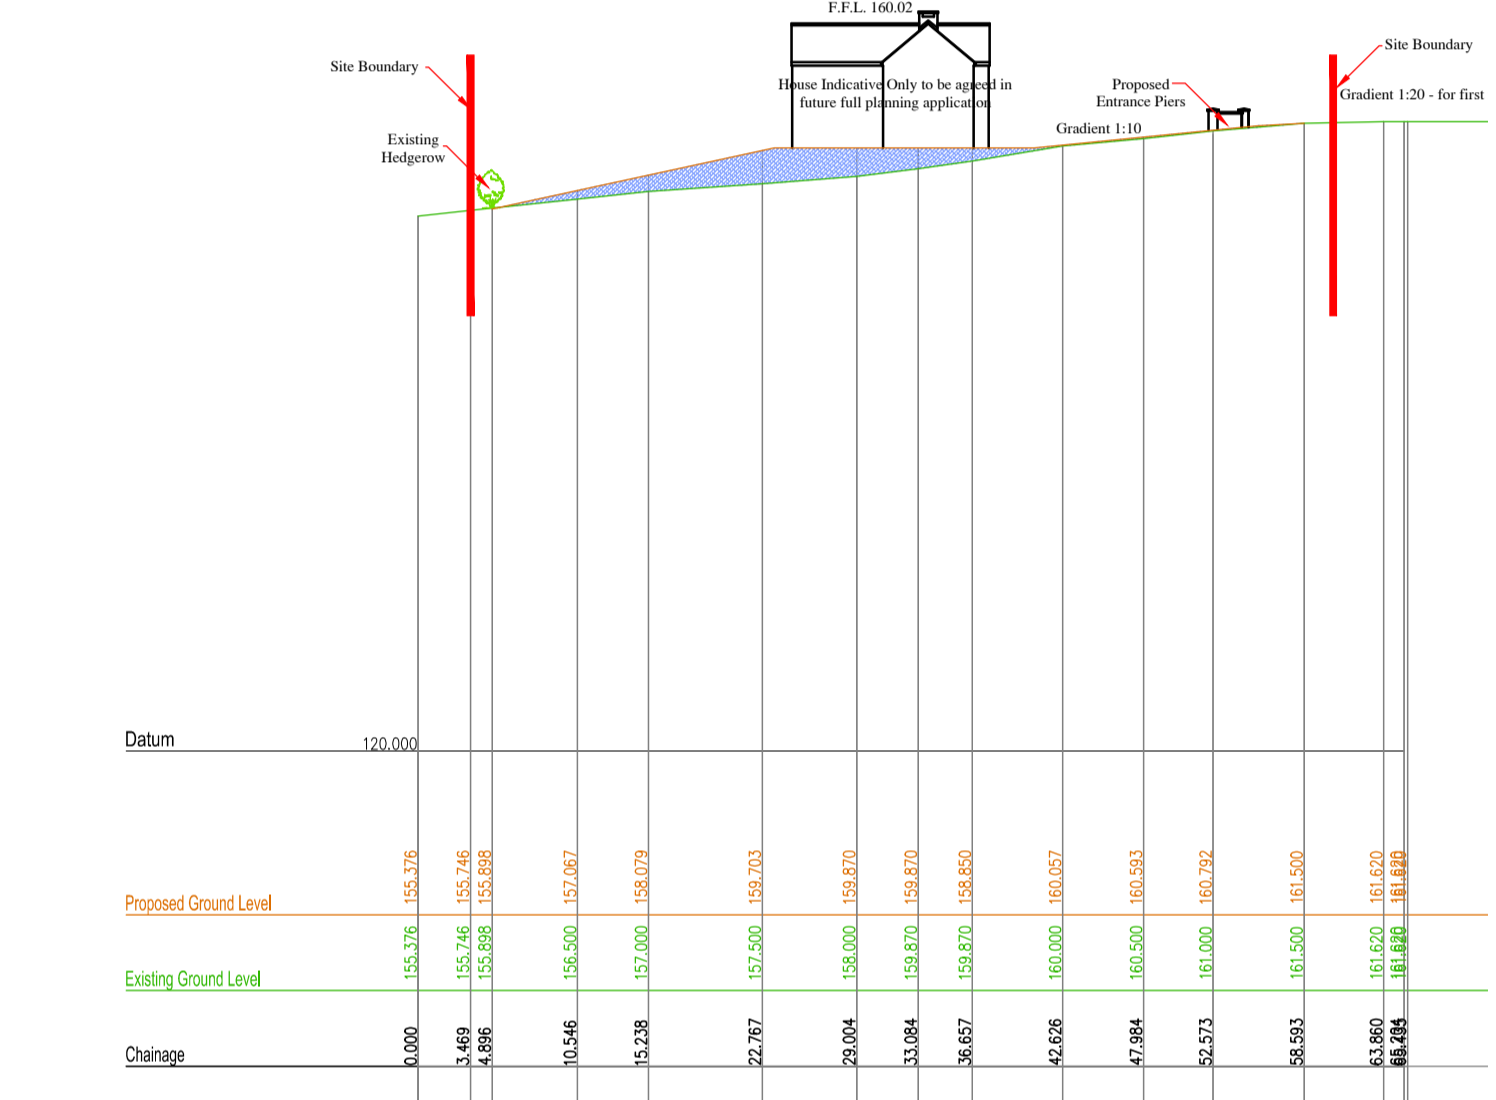 F.F.L. 160.02
Site Boundary
Site Boundary
House Indicative Only to be agreed in
future full planning application
Proposed
Entrance Piers
Gradient 1:20 - for first
Existing
Hedgerow
Gradient 1:10
Datum
120.000
Proposed Ground Level
155.376 155.746 155.898 157.067 158.079 159.703 159.870 159.870 158.850 160.057 160.593 160.792 161.500 161.620
Existing Ground Level
155.376 155.746 155.898 156.500 157.000 157.500 158.000 159.870 159.870 160.000 160.500 161.000 161.500 161.620
Chainage
0.000 3.469 4.896 10.546 15.238 22.767 29.004 33.084 36.657 42.626 47.984 52.573 58.593 63.860